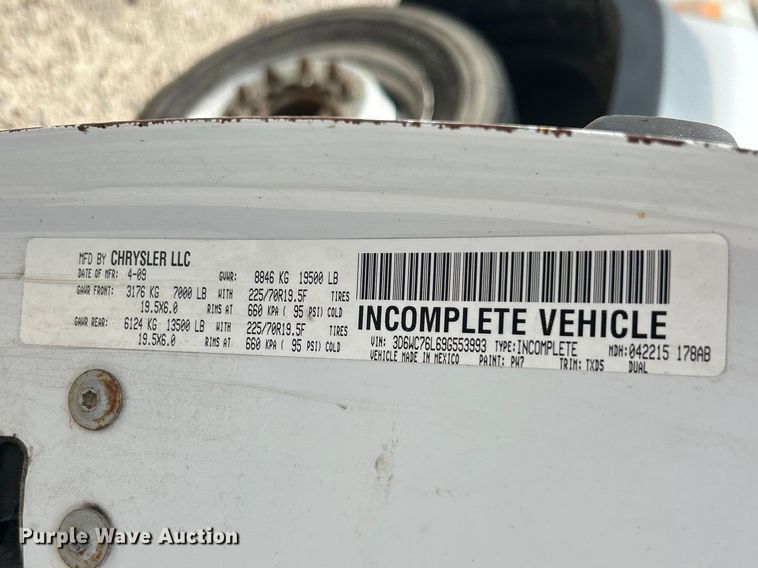 MFD BY CHRYSLER LLC
DATE OF MFR: 4-09 GVWR: 8846 KG 19500 LB
GAWR FRONT: 3176 KG 7000 LB WITH 225/70R19.5F TIRES
19.5X6.0 RIMS AT 660 KPA ( 95 PSI) COLD
GAWR REAR: 6124 KG 13500 LB WITH 225/70R19.5F TIRES
19.5X6.0 RIMS AT 660 KPA ( 95 PSI) COLD
INCOMPLETE VEHICLE
VIN: 3D6WC76L69G553993 TYPE: INCOMPLETE MDH: 042215 178AB
VEHICLE MADE IN MEXICO PAINT: PW7 TRIM: TXD5 DUAL
Purple Wave Auction